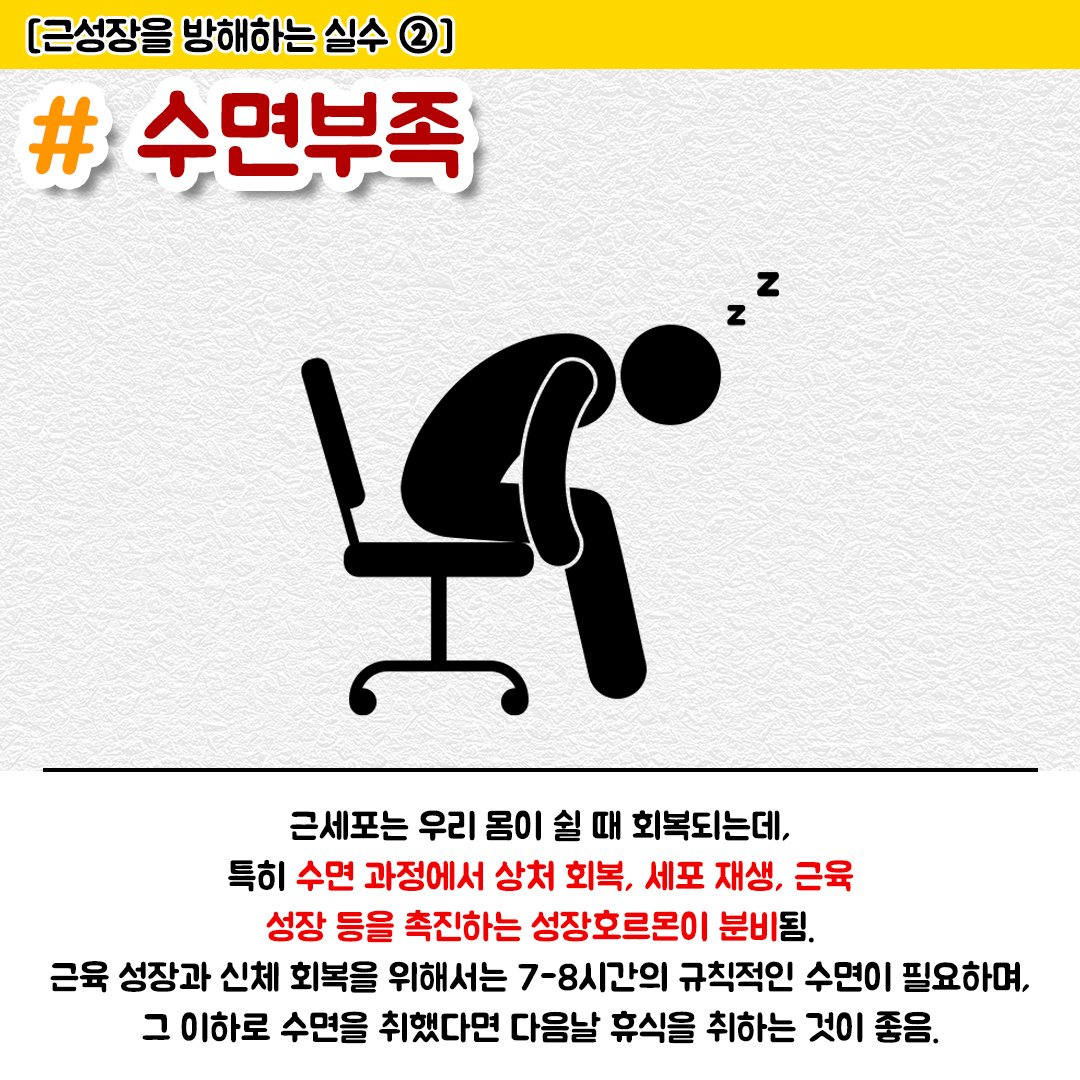 [근성장을 방해하는 실수 ②]
# 수면부족
z
z
근세포는 우리 몸이 쉴 때 회복되는데,
특히 수면 과정에서 상처 회복, 세포 재생, 근육
성장 등을 촉진하는 성장호르몬이 분비됨.
근육 성장과 신체 회복을 위해서는 7-8시간의 규칙적인 수면이 필요하며,
그 이하로 수면을 취했다면 다음날 휴식을 취하는 것이 좋음.